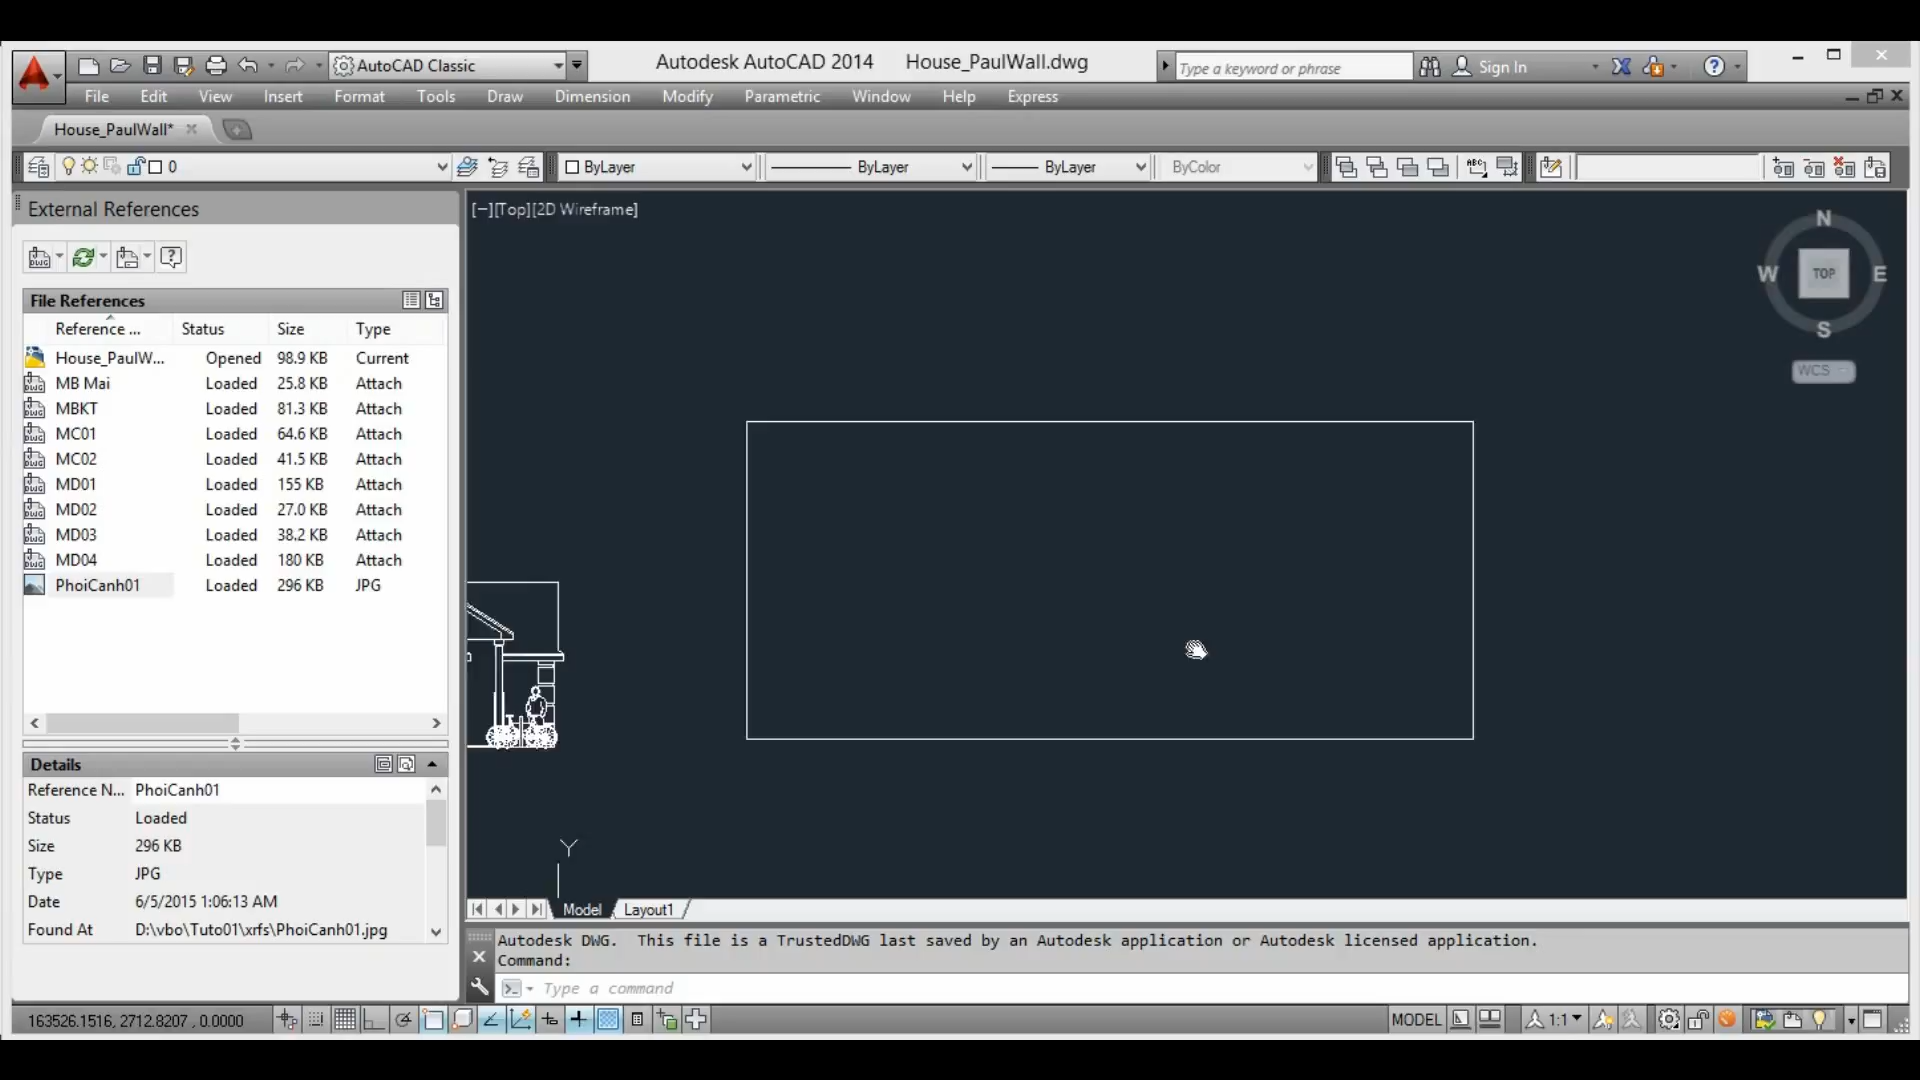 AutoCAD Classic
Autodesk AutoCAD 2014 House_PaulWall.dwg
Type a keyword or phrase
Sign In
File Edit View Insert Format Tools Draw Dimension Modify Parametric Window Help Express
House_PaulWall*
0 ByLayer ByLayer ByLayer ByColor
External References
[−][Top][2D Wireframe]
File References
Reference ... Status Size Type
House_PaulW... Opened 98.9 KB Current
MB Mai Loaded 25.8 KB Attach
MBKT Loaded 81.3 KB Attach
MC01 Loaded 64.6 KB Attach
MC02 Loaded 41.5 KB Attach
MD01 Loaded 155 KB Attach
MD02 Loaded 27.0 KB Attach
MD03 Loaded 38.2 KB Attach
MD04 Loaded 180 KB Attach
PhoiCanh01 Loaded 296 KB JPG
N
W TOP E
S
WCS
Details
Reference N... PhoiCanh01
Status Loaded
Size 296 KB
Type JPG
Date 6/5/2015 1:06:13 AM
Found At D:\vbo\Tuto01\xrfs\PhoiCanh01.jpg
Y
Model Layout1
Autodesk DWG. This file is a TrustedDWG last saved by an Autodesk application or Autodesk licensed application.
Command:
Type a command
163526.1516, 2712.8207 , 0.0000
MODEL 1:1